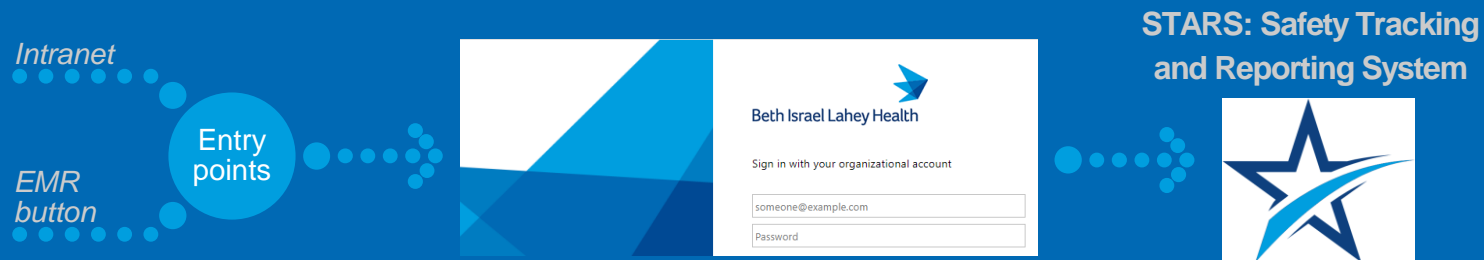 Intranet
EMR
button
Entry
points
Beth Israel Lahey Health
Sign in with your organizational account
someone@example.com
Password
STARS: Safety Tracking
and Reporting System